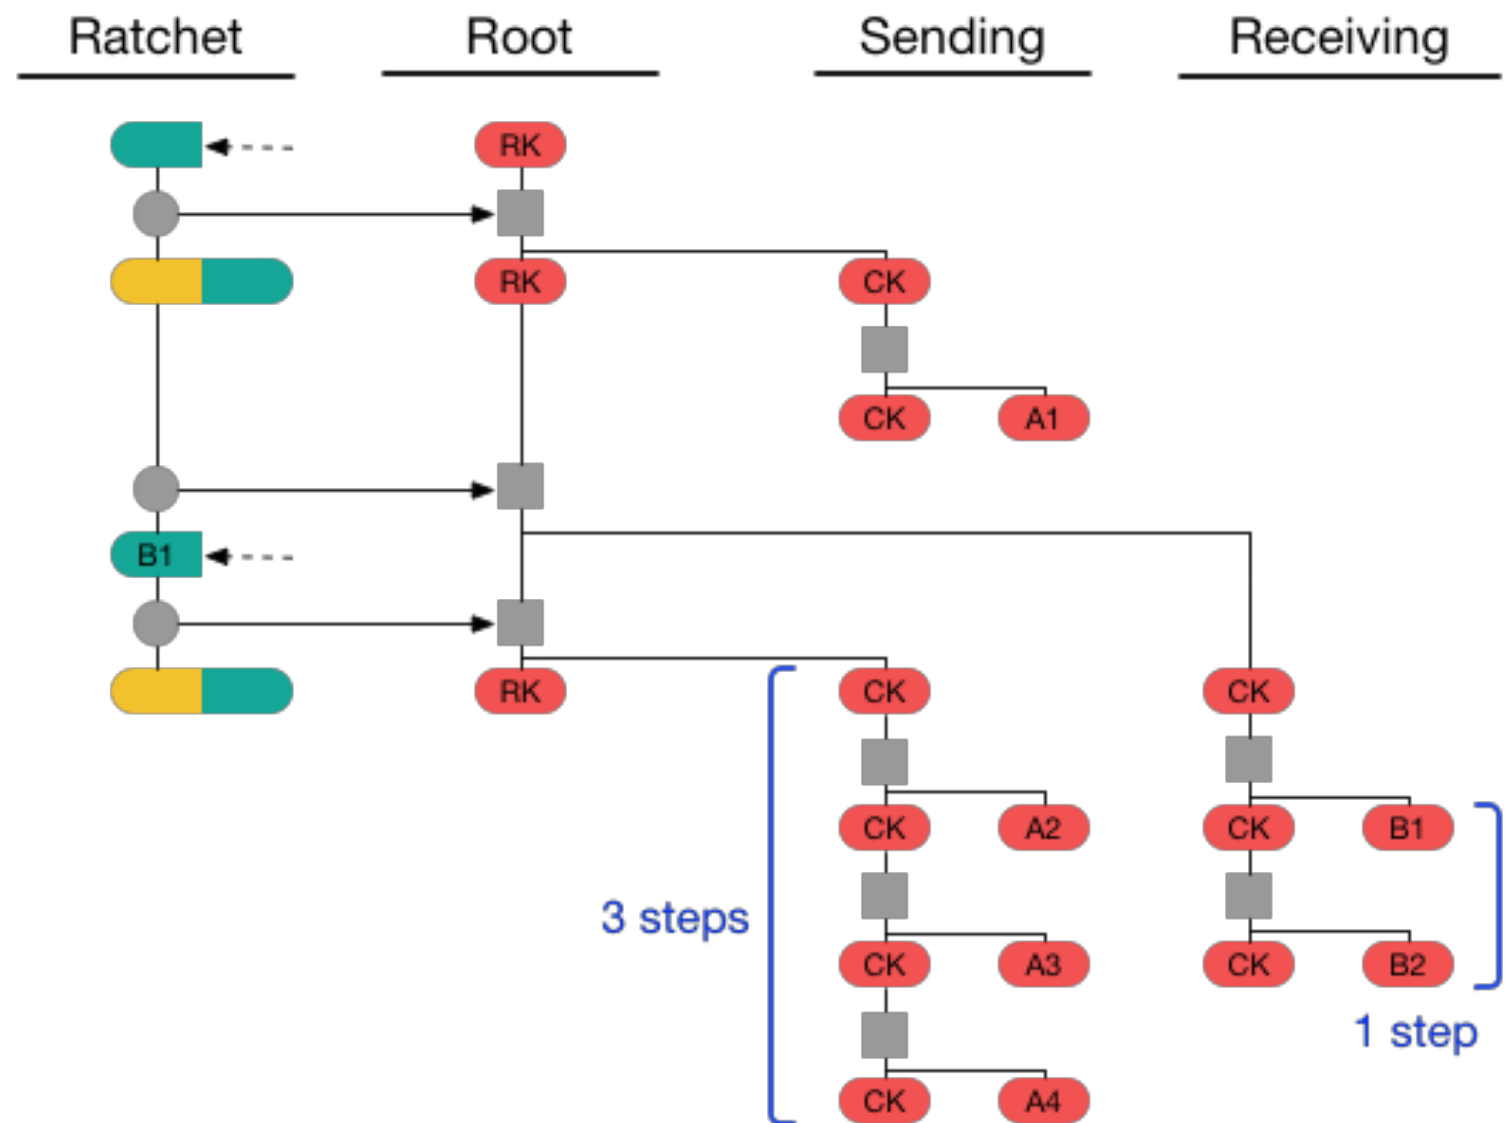 Ratchet Root Sending Receiving
RK
RK CK
CK A1
B1
RK CK CK
CK A2 CK B1
3 steps
CK A3 CK B2
1 step
CK A4